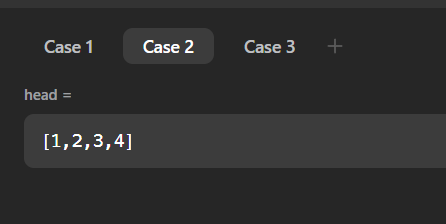 Case 1 Case 2 Case 3 +
head =
[1,2,3,4]